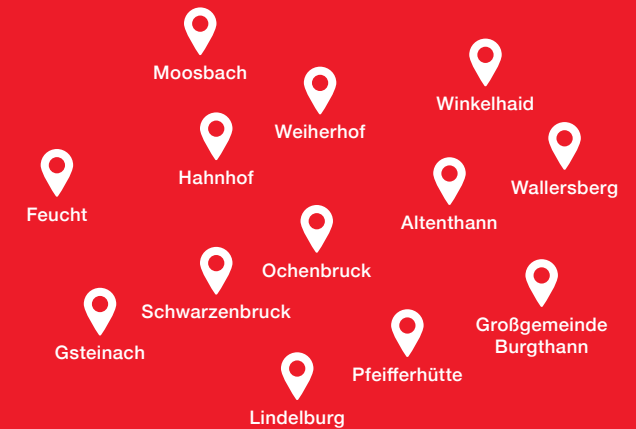 Moosbach
Winkelhaid
Weiherhof
Hahnhof
Wallersberg
Feucht
Altenthann
Ochenbruck
Schwarzenbruck
Großgemeinde
Burgthann
Gsteinach
Pfeifferhütte
Lindelburg